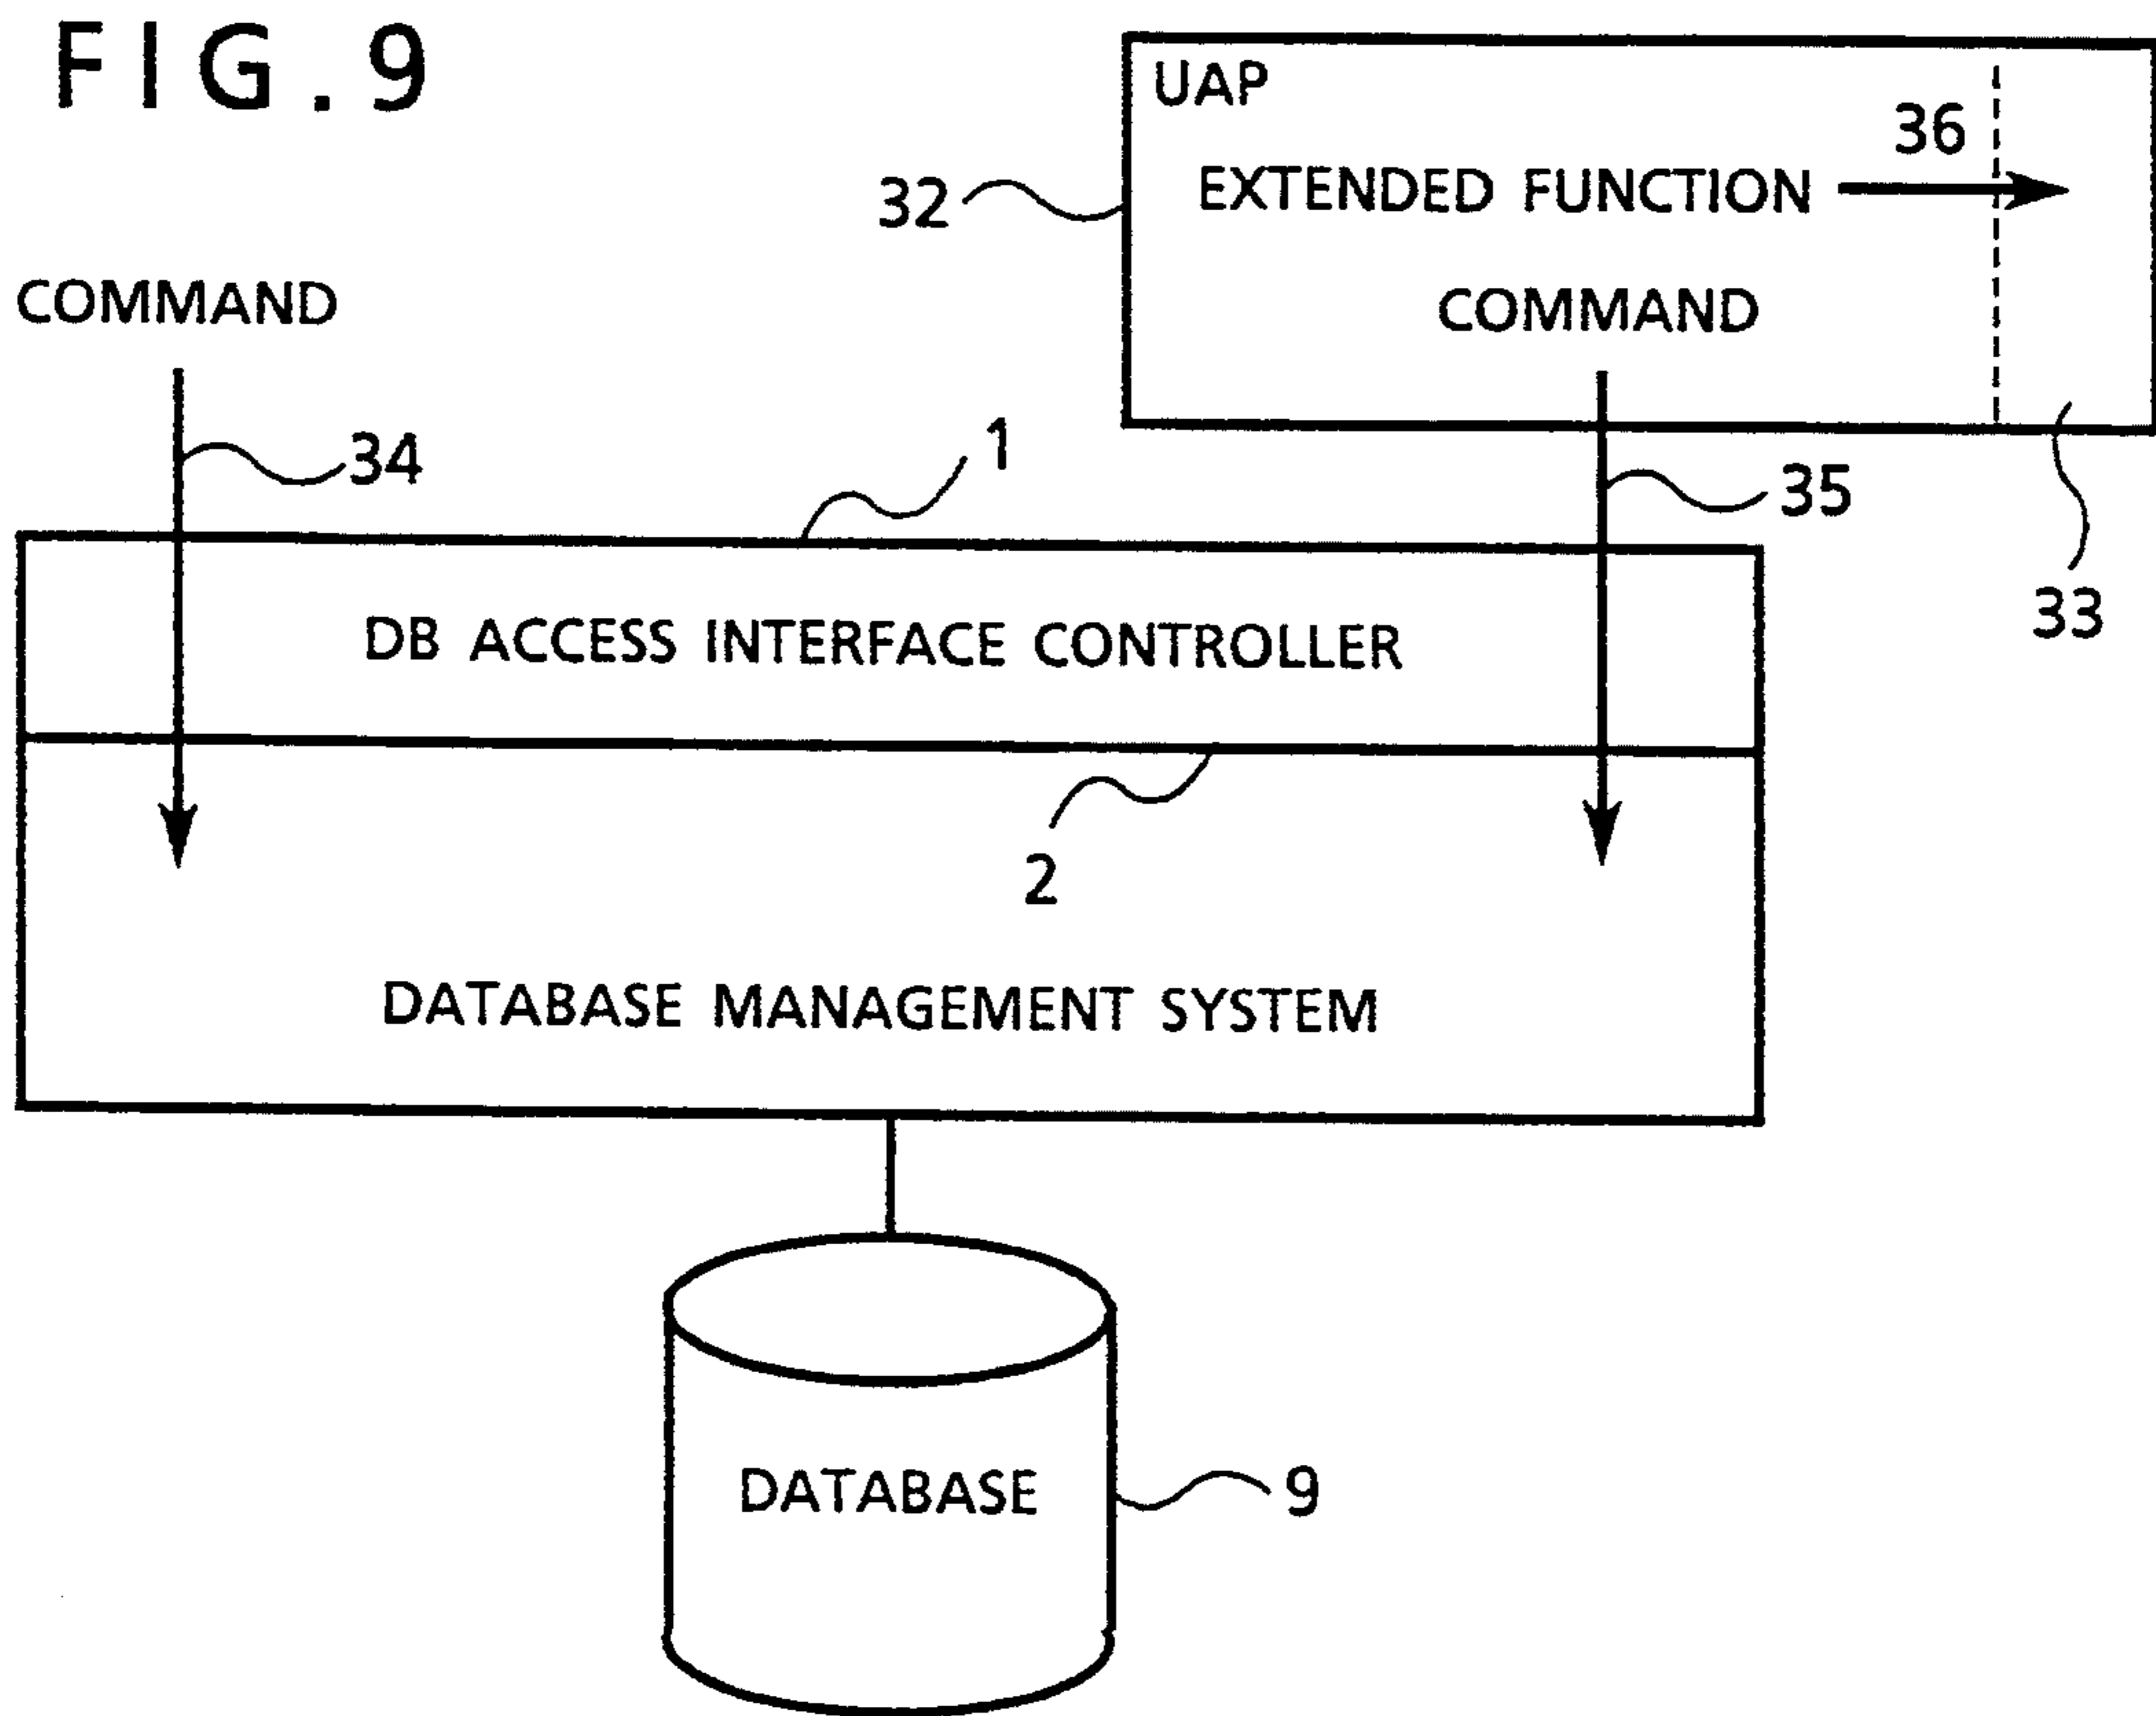 FIG.9
UAP
36
32
EXTENDED FUNCTION
COMMAND
COMMAND
34
1
35
33
DB ACCESS INTERFACE CONTROLLER
2
DATABASE MANAGEMENT SYSTEM
DATABASE
9